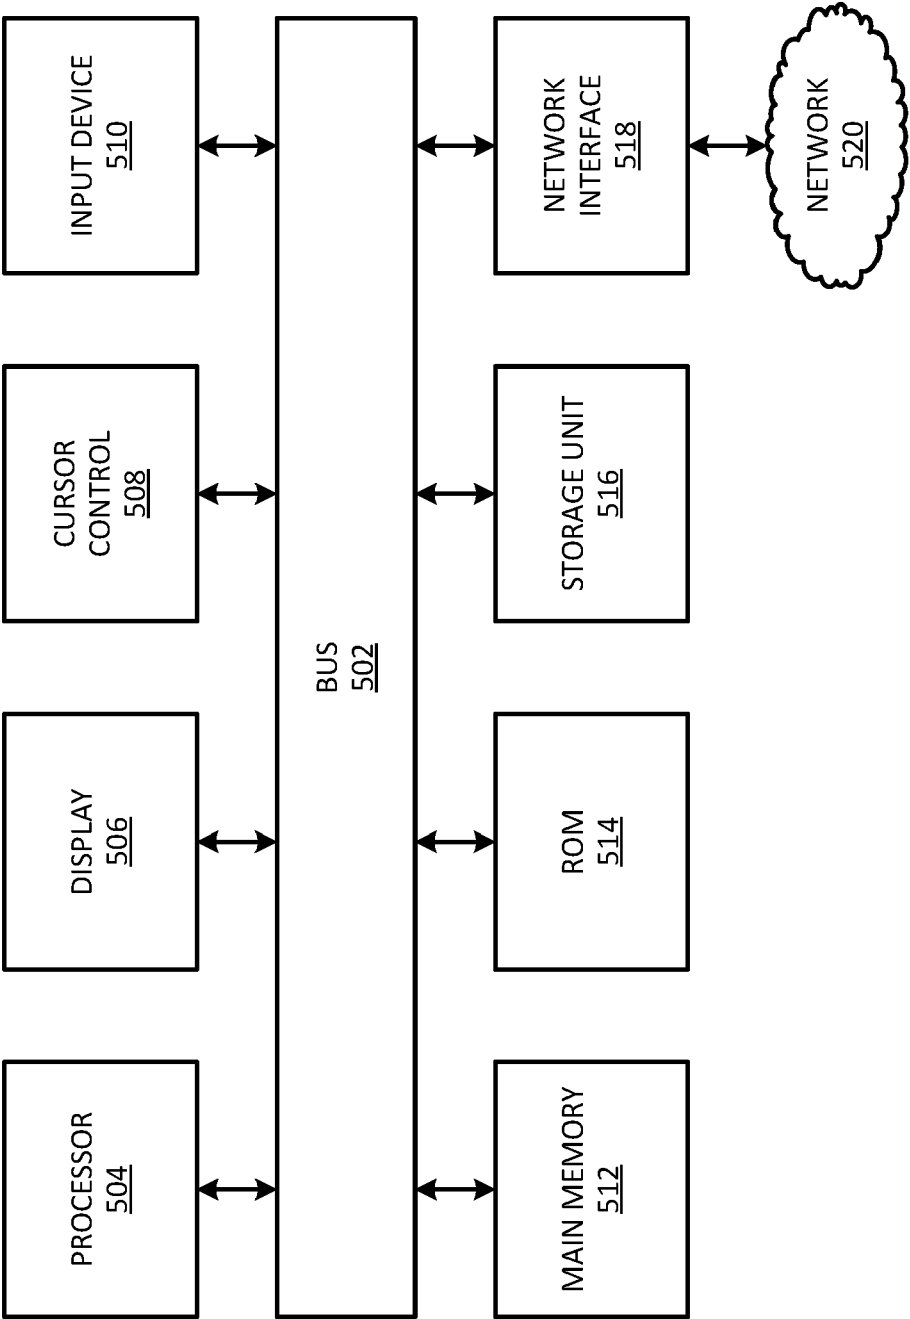 PROCESSOR
504
DISPLAY
506
CURSOR
CONTROL
508
INPUT DEVICE
510
BUS
502
MAIN MEMORY
512
ROM
514
STORAGE UNIT
516
NETWORK
INTERFACE
518
NETWORK
520